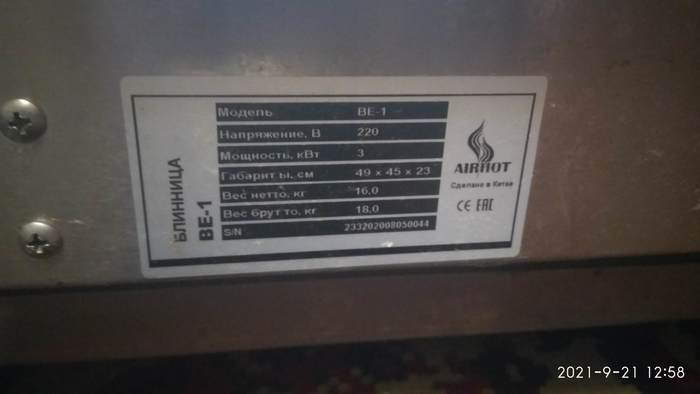 БЛИННИЦА
BE-1
Модель BE-1
Напряжение, В 220
Мощность, кВт 3
Габариты, см 49 x 45 x 23
Вес нетто, кг 16.0
Вес брутто, кг 18.0
S/N 233202008050044
AIRHOT
Сделано в Китае
CE EAC
2021-9-21 12:58